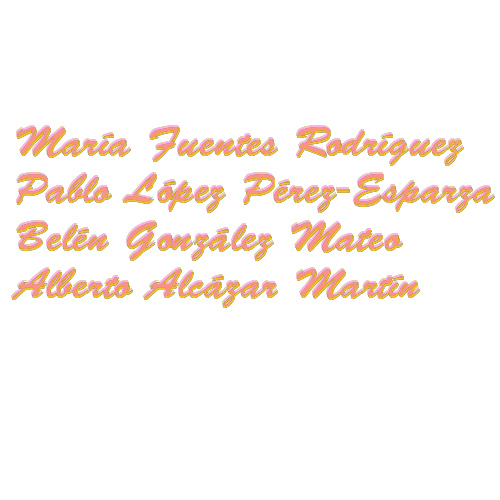 María Fuentes Rodríguez
Pablo López Pérez-Esparza
Belén González Mateo
Alberto Alcázar Martín